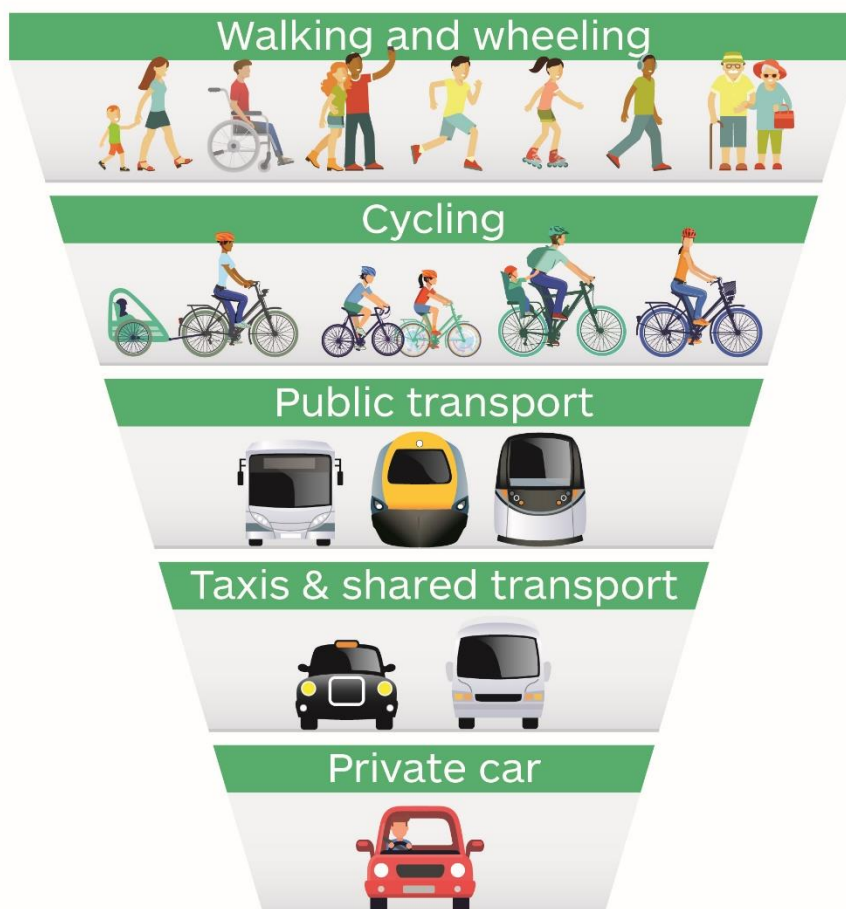 Walking and wheeling
Cycling
Public transport
Taxis & shared transport
Private car